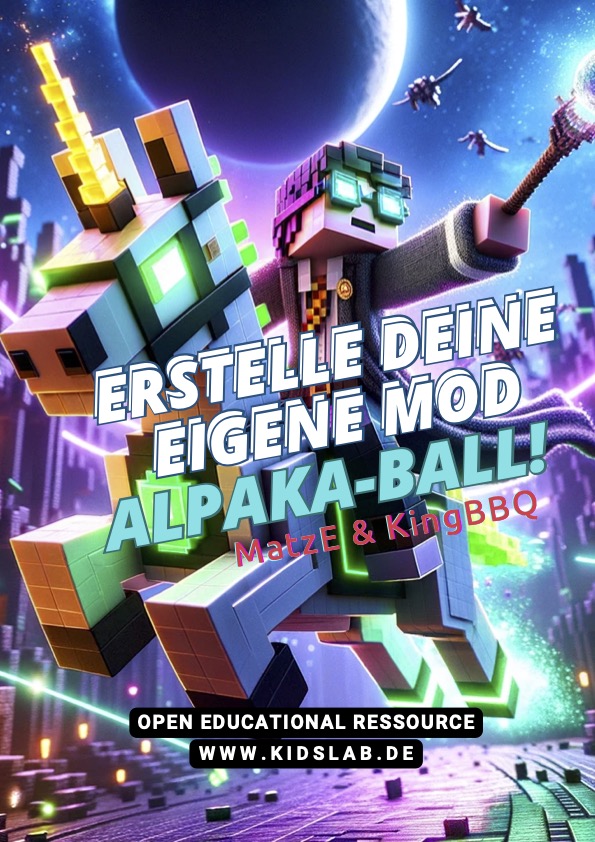 ERSTELLE DEINE
EIGENE MOD
ALPAKA-BALL!
MatzE & KingBBQ
OPEN EDUCATIONAL RESSOURCE
WWW.KIDSLAB.DE